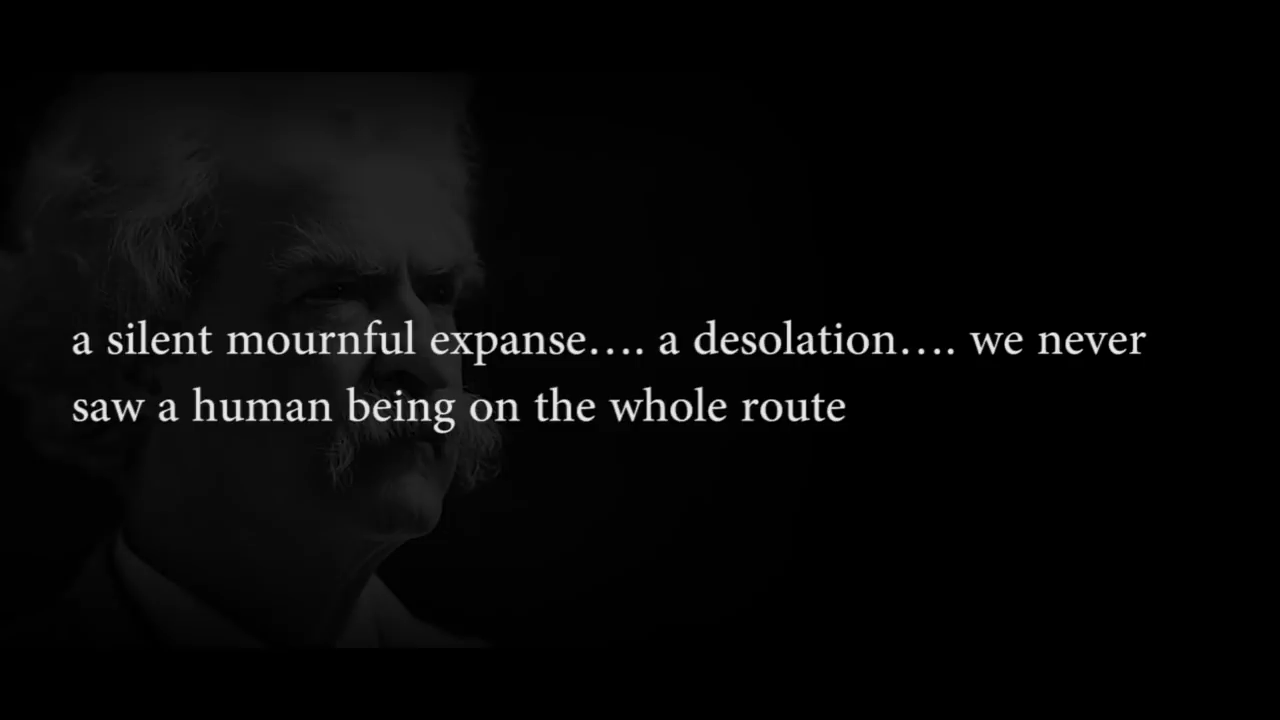 a silent mournful expanse…. a desolation…. we never
saw a human being on the whole route